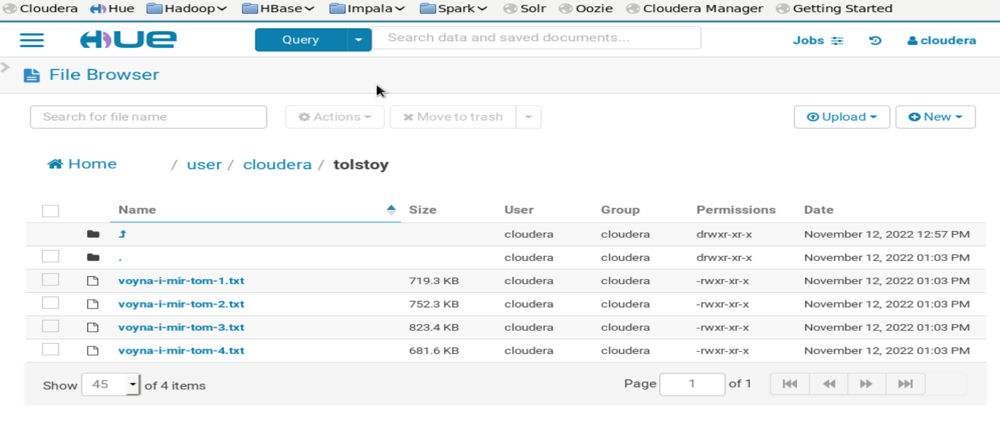 Cloudera Hue Hadoop HBase Impala Spark Solr Oozie Cloudera Manager Getting Started
HUE Query Search data and saved documents... Jobs cloudera
File Browser
Search for file name Actions Move to trash Upload New
Home / user / cloudera / tolstoy
Name Size User Group Permissions Date
cloudera cloudera drwxr-xr-x November 12, 2022 12:57 PM
. cloudera cloudera drwxr-xr-x November 12, 2022 01:03 PM
voyna-i-mir-tom-1.txt 719.3 KB cloudera cloudera -rwxr-xr-x November 12, 2022 01:03 PM
voyna-i-mir-tom-2.txt 752.3 KB cloudera cloudera -rwxr-xr-x November 12, 2022 01:03 PM
voyna-i-mir-tom-3.txt 823.4 KB cloudera cloudera -rwxr-xr-x November 12, 2022 01:03 PM
voyna-i-mir-tom-4.txt 681.6 KB cloudera cloudera -rwxr-xr-x November 12, 2022 01:03 PM
Show 45 of 4 items Page 1 of 1